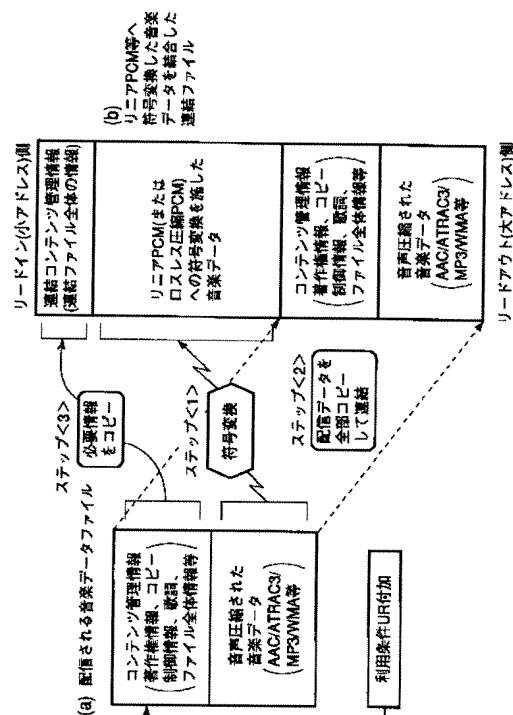 リードイン(小アドレス)側
(a) 配信される音楽データファイル
コンテンツ管理情報
(著作権情報、コピー
制御情報、歌詞、
ファイル全体情報等)
音声圧縮された
音楽データ
(AAC/ATRAC3/
MP3/WMA等)
利用条件UR付加
ステップ<3>
必要情報
をコピー
ステップ<1>
符号変換
ステップ<2>
配信データを
全部コピー
して連結
連結コンテンツ管理情報
(連結ファイル全体の情報)
リニアPCM(または
ロスレス圧縮PCM)
への符号変換を施した
音楽データ
コンテンツ管理情報
(著作権情報、コピー
制御情報、歌詞、
ファイル全体情報等)
音声圧縮された
音楽データ
(AAC/ATRAC3/
MP3/WMA等)
リードアウト(大アドレス)側
(b)
リニアPCM等へ
符号変換した音楽
データを結合した
連結ファイル